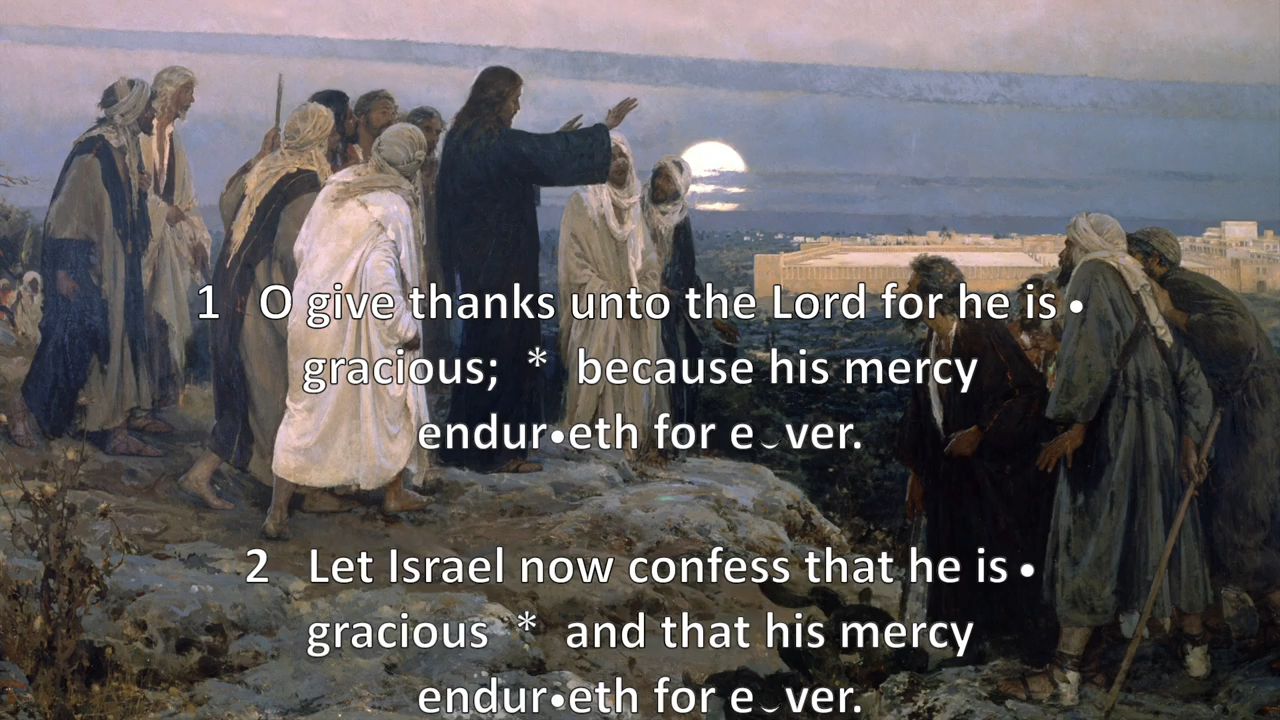 1 O give thanks unto the Lord for he is •
gracious; * because his mercy
endur•eth for e‿ver.
2 Let Israel now confess that he is •
gracious * and that his mercy
endur•eth for e‿ver.